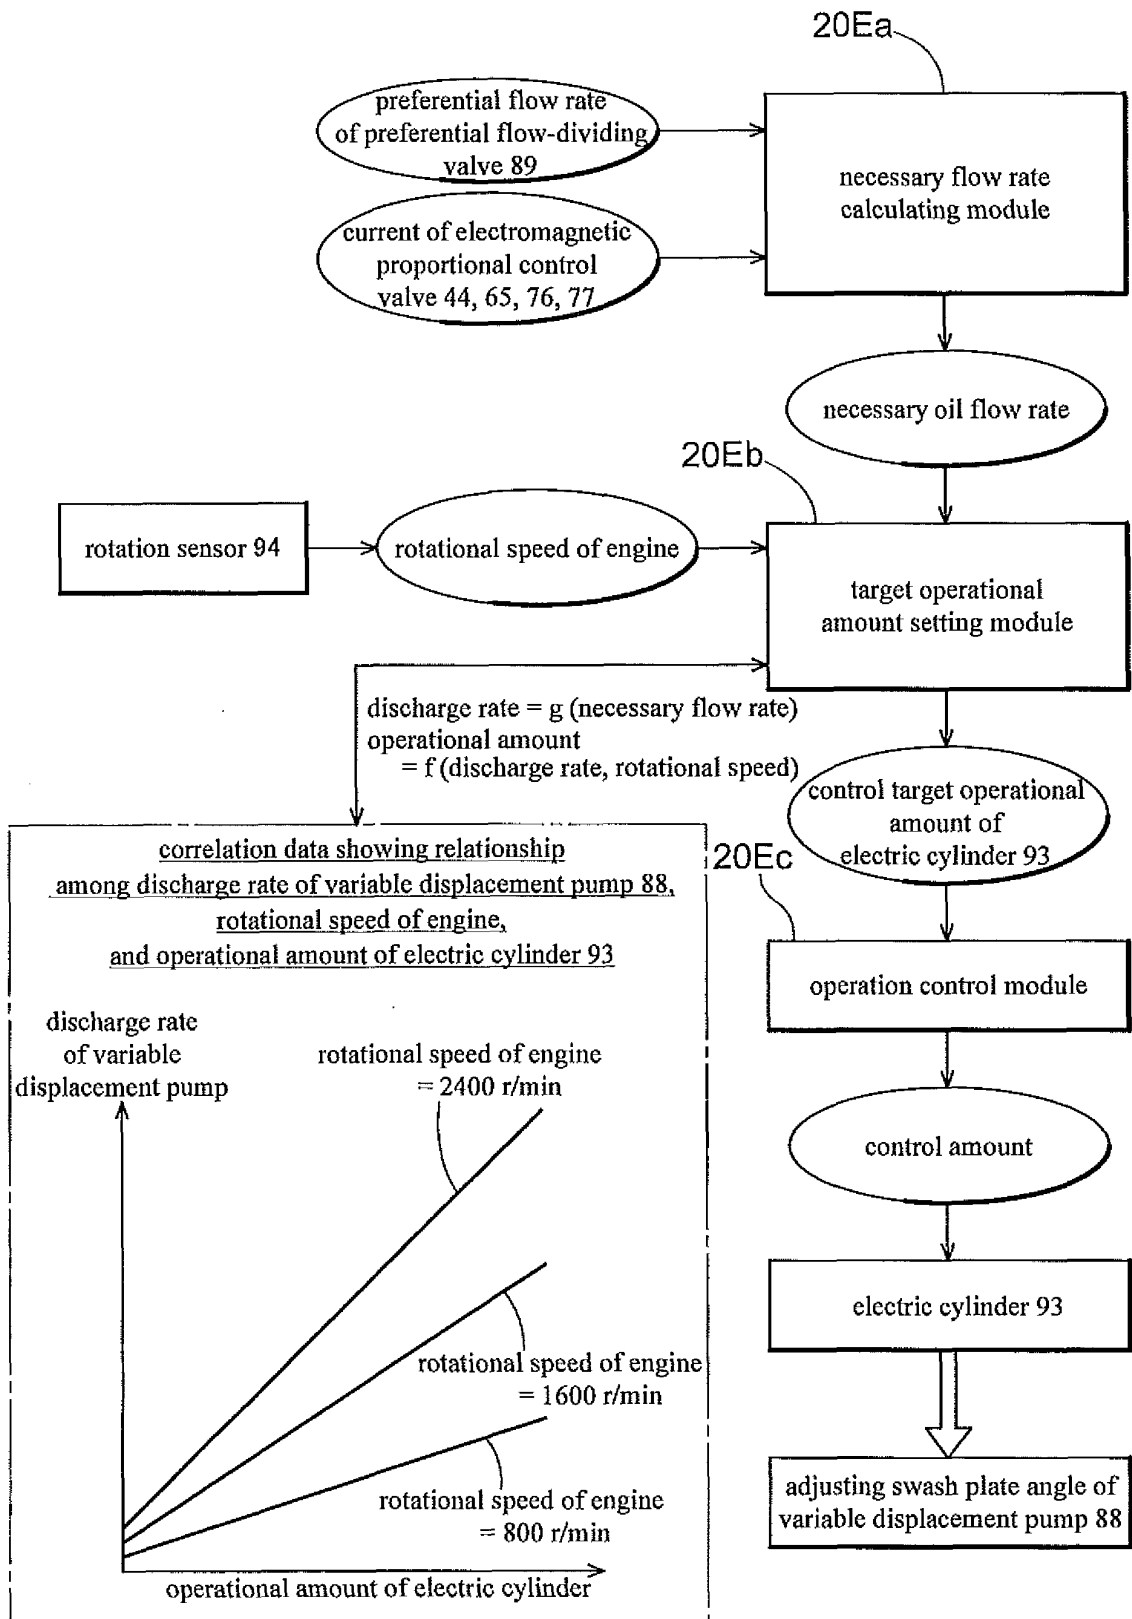 20Ea
preferential flow rate
of preferential flow-dividing
valve 89
necessary flow rate
calculating module
current of electromagnetic
proportional control
valve 44, 65, 76, 77
necessary oil flow rate
20Eb
rotation sensor 94
rotational speed of engine
target operational
amount setting module
discharge rate = g (necessary flow rate)
operational amount
= f (discharge rate, rotational speed)
control target operational
amount of
electric cylinder 93
20Ec
correlation data showing relationship
among discharge rate of variable displacement pump 88,
rotational speed of engine,
and operational amount of electric cylinder 93
operation control module
discharge rate
of variable
displacement pump
rotational speed of engine
= 2400 r/min
control amount
rotational speed of engine
= 1600 r/min
electric cylinder 93
rotational speed of engine
= 800 r/min
operational amount of electric cylinder
adjusting swash plate angle of
variable displacement pump 88